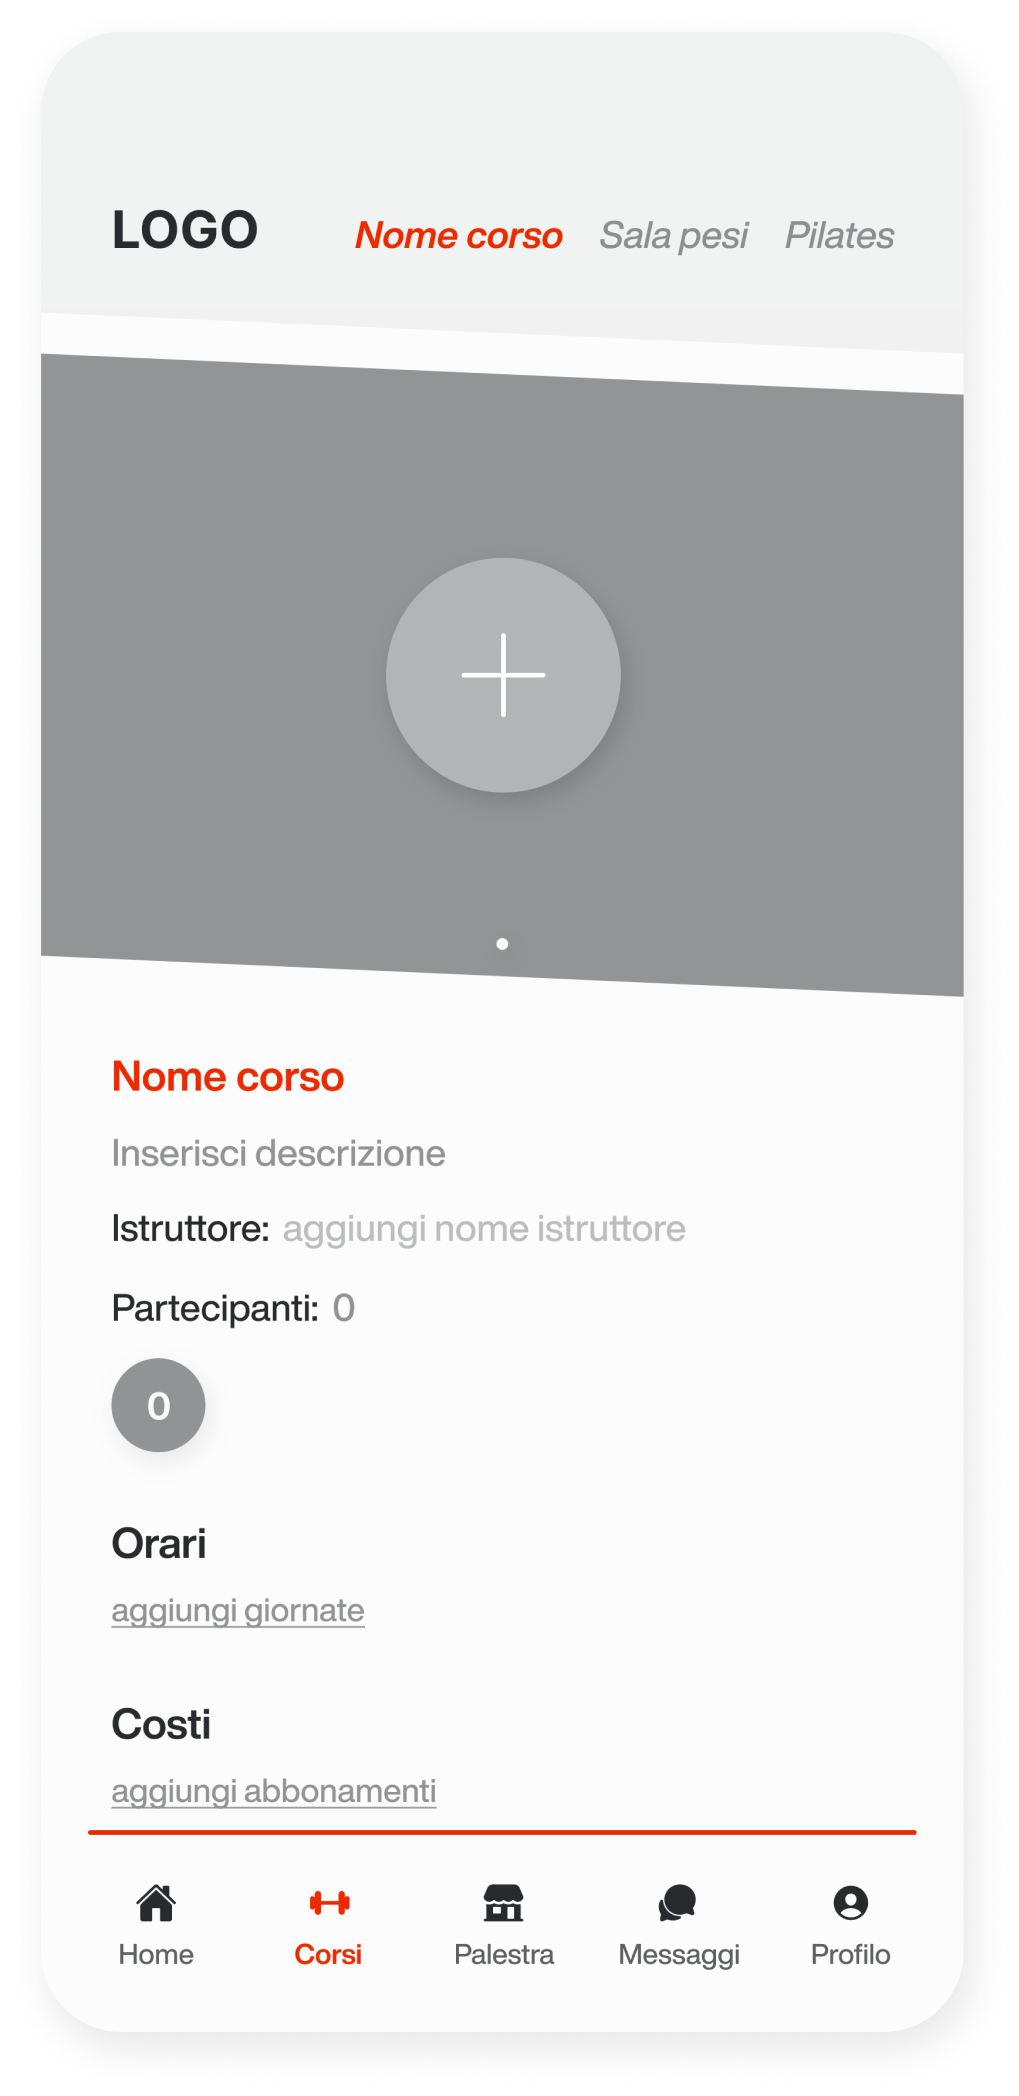 LOGO Nome corso Sala pesi Pilates
Nome corso
Inserisci descrizione
Istruttore: aggiungi nome istruttore
Partecipanti: 0
0
Orari
aggiungi giornate
Costi
aggiungi abbonamenti
Home Corsi Palestra Messaggi Profilo